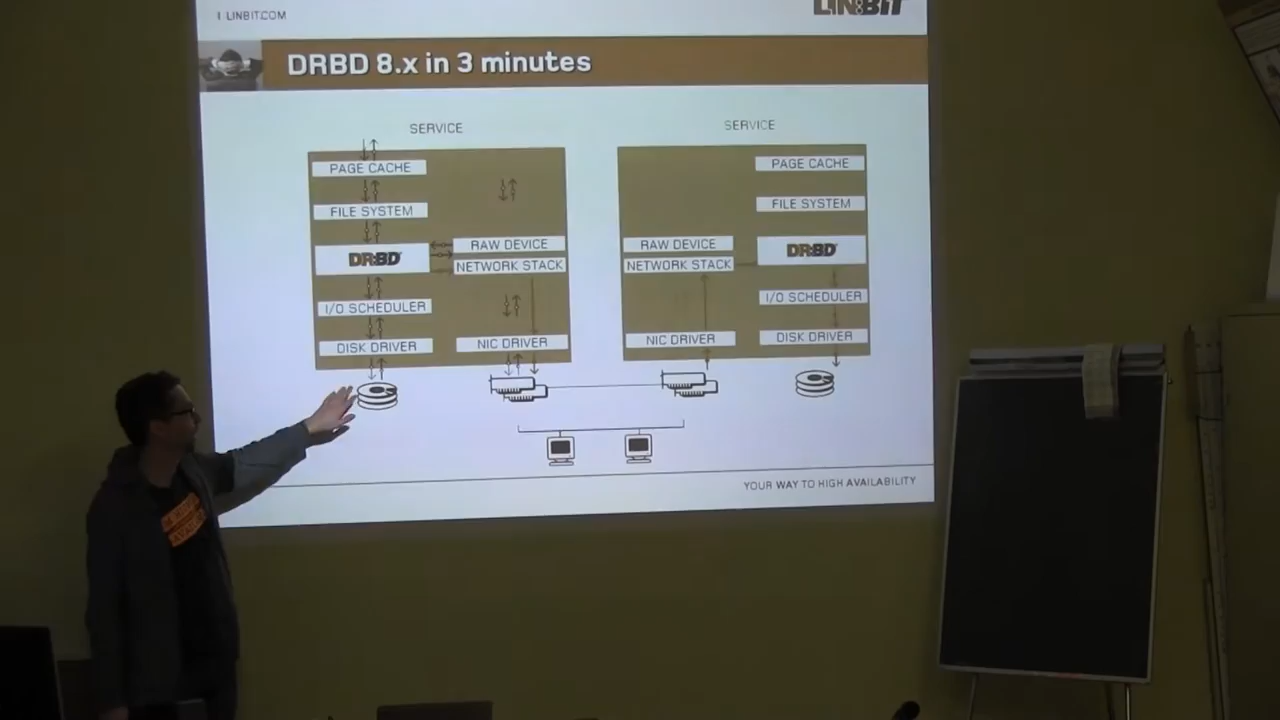 I LINBIT.COM
LINBIT
DRBD 8.x in 3 minutes
SERVICE
PAGE CACHE
FILE SYSTEM
DRBD
I/O SCHEDULER
DISK DRIVER
RAW DEVICE
NETWORK STACK
NIC DRIVER
SERVICE
RAW DEVICE
NETWORK STACK
NIC DRIVER
PAGE CACHE
FILE SYSTEM
DRBD
I/O SCHEDULER
DISK DRIVER
YOUR WAY TO HIGH AVAILABILITY